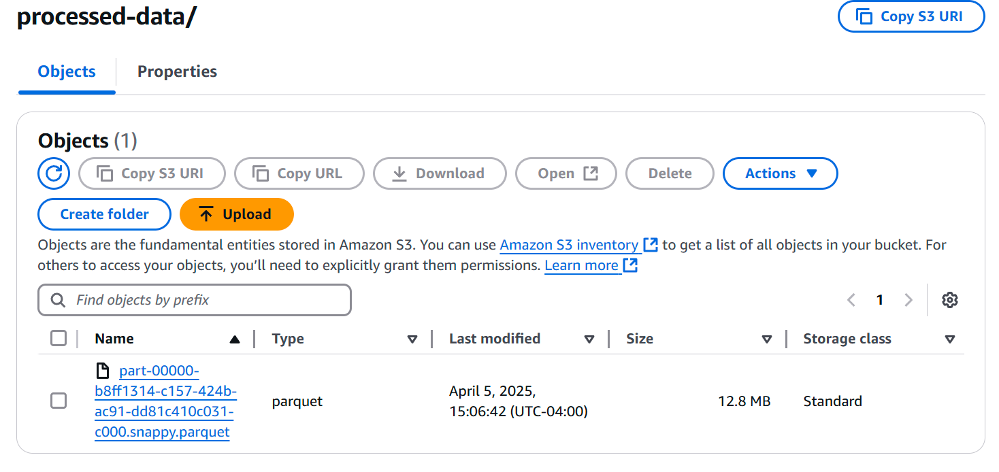 processed-data/
Copy S3 URI
Objects
Properties
Objects (1)
Copy S3 URI
Copy URL
Download
Open
Delete
Actions
Create folder
Upload
Objects are the fundamental entities stored in Amazon S3. You can use Amazon S3 inventory to get a list of all objects in your bucket. For
others to access your objects, you’ll need to explicitly grant them permissions. Learn more
Find objects by prefix
1
Name
Type
Last modified
Size
Storage class
part-00000-
b8ff1314-c157-424b-
ac91-dd81c410c031-
c000.snappy.parquet
parquet
April 5, 2025,
15:06:42 (UTC-04:00)
12.8 MB
Standard